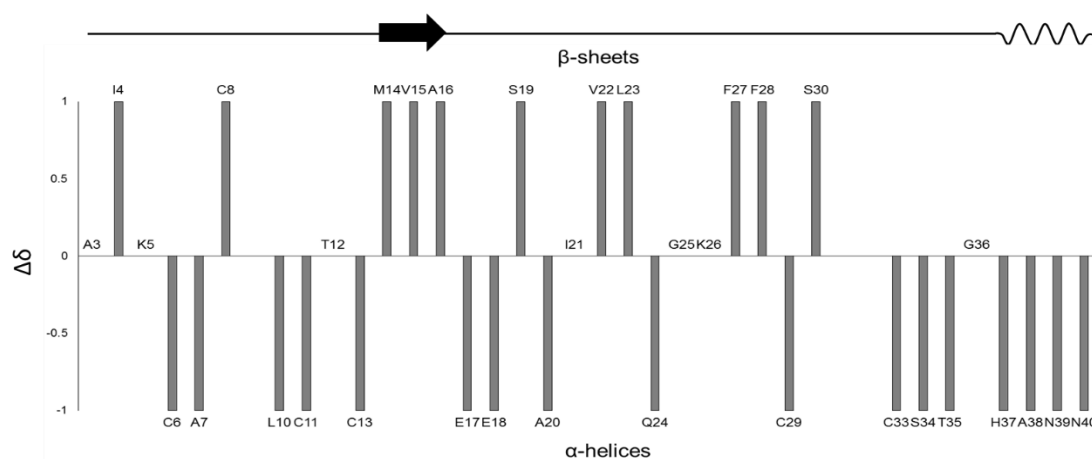 β-sheets
I4 C8 M14 V15 A16 S19 V22 L23 F27 F28 S30
1
0.5
A3 K5 T12 I21 G25 K26 G36
0
Δδ
-0.5
-1
C6 A7 L10 C11 C13 E17 E18 A20 Q24 C29 C33 S34 T35 H37 A38 N39 N40
α-helices